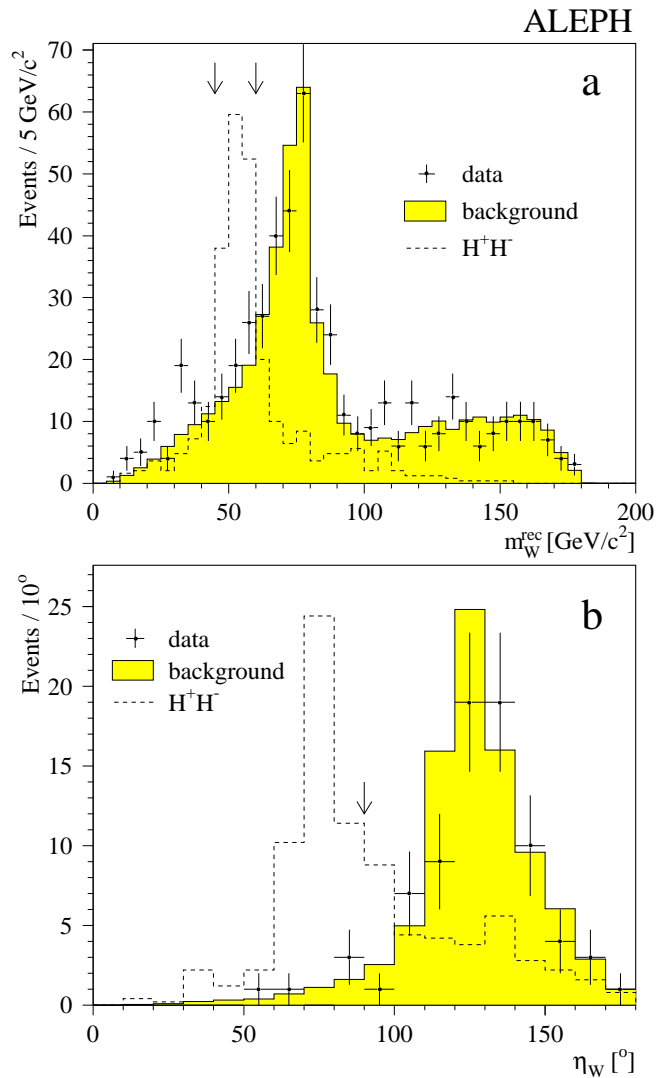 ALEPH
a
Events / 5 GeV/c²
70
60
50
40
30
20
10
0
data
background
H⁺H⁻
0 50 100 150 200
m_W^rec [GeV/c²]
b
Events / 10°
25
20
15
10
5
0
data
background
H⁺H⁻
0 50 100 150
η_W [°]